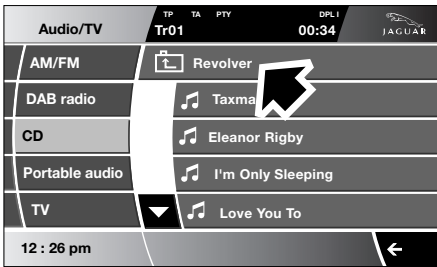 Audio/TV
TP TA PTY DPL I
Tr01 00:34
JAGUAR
AM/FM
Revolver
DAB radio
Taxma
CD
Eleanor Rigby
Portable audio
I'm Only Sleeping
TV
Love You To
12 : 26 pm